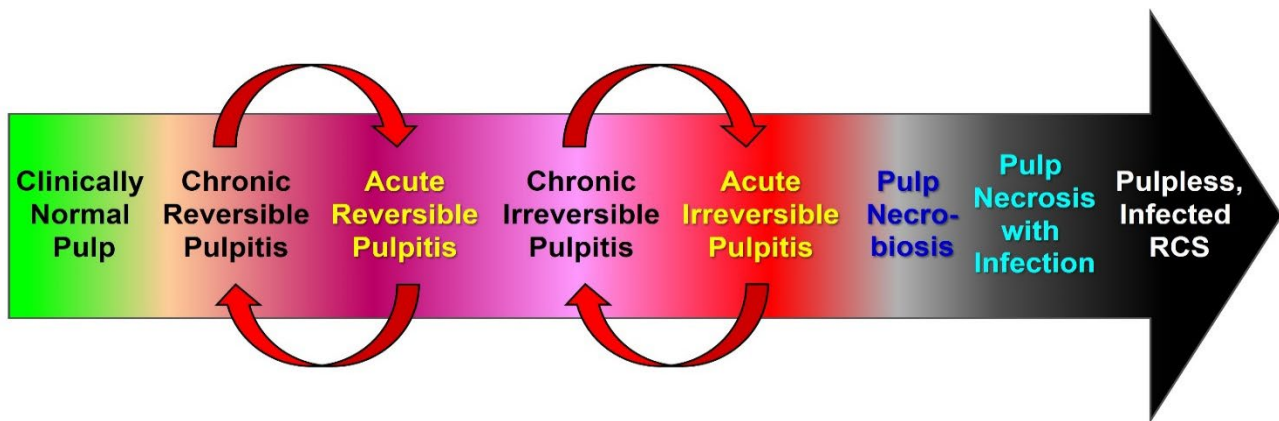 Clinically
Normal
Pulp
Chronic
Reversible
Pulpitis
Acute
Reversible
Pulpitis
Chronic
Irreversible
Pulpitis
Acute
Irreversible
Pulpitis
Pulp
Necro-
biosis
Pulp
Necrosis
with
Infection
Pulpless,
Infected
RCS